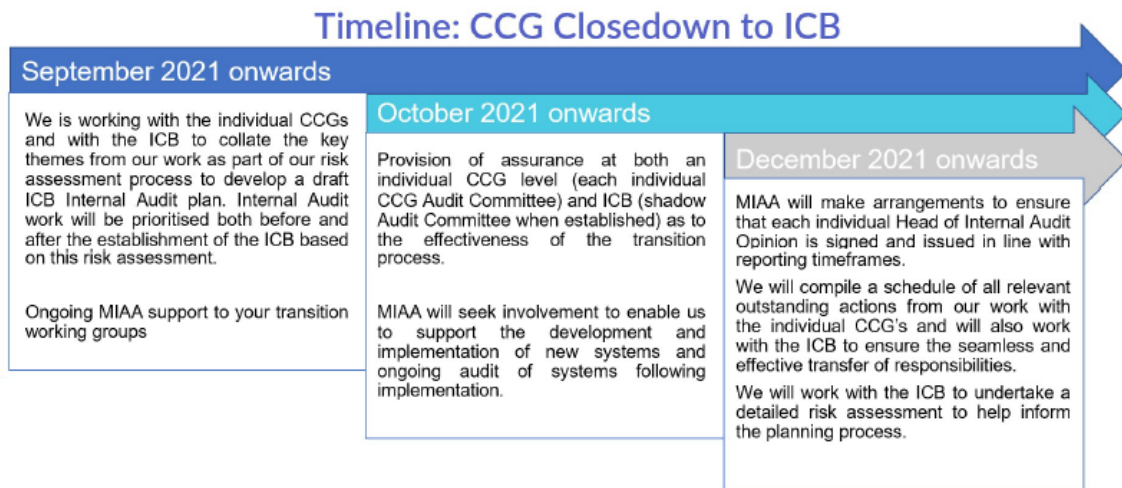 Timeline: CCG Closedown to ICB
September 2021 onwards
We is working with the individual CCGs
and with the ICB to collate the key
themes from our work as part of our risk
assessment process to develop a draft
ICB Internal Audit plan. Internal Audit
work will be prioritised both before and
after the establishment of the ICB based
on this risk assessment.
Ongoing MIAA support to your transition
working groups
October 2021 onwards
Provision of assurance at both an
individual CCG level (each individual
CCG Audit Committee) and ICB (shadow
Audit Committee when established) as to
the effectiveness of the transition
process.
MIAA will seek involvement to enable us
to support the development and
implementation of new systems and
ongoing audit of systems following
implementation.
December 2021 onwards
MIAA will make arrangements to ensure
that each individual Head of Internal Audit
Opinion is signed and issued in line with
reporting timeframes.
We will compile a schedule of all relevant
outstanding actions from our work with
the individual CCG's and will also work
with the ICB to ensure the seamless and
effective transfer of responsibilities.
We will work with the ICB to undertake a
detailed risk assessment to help inform
the planning process.